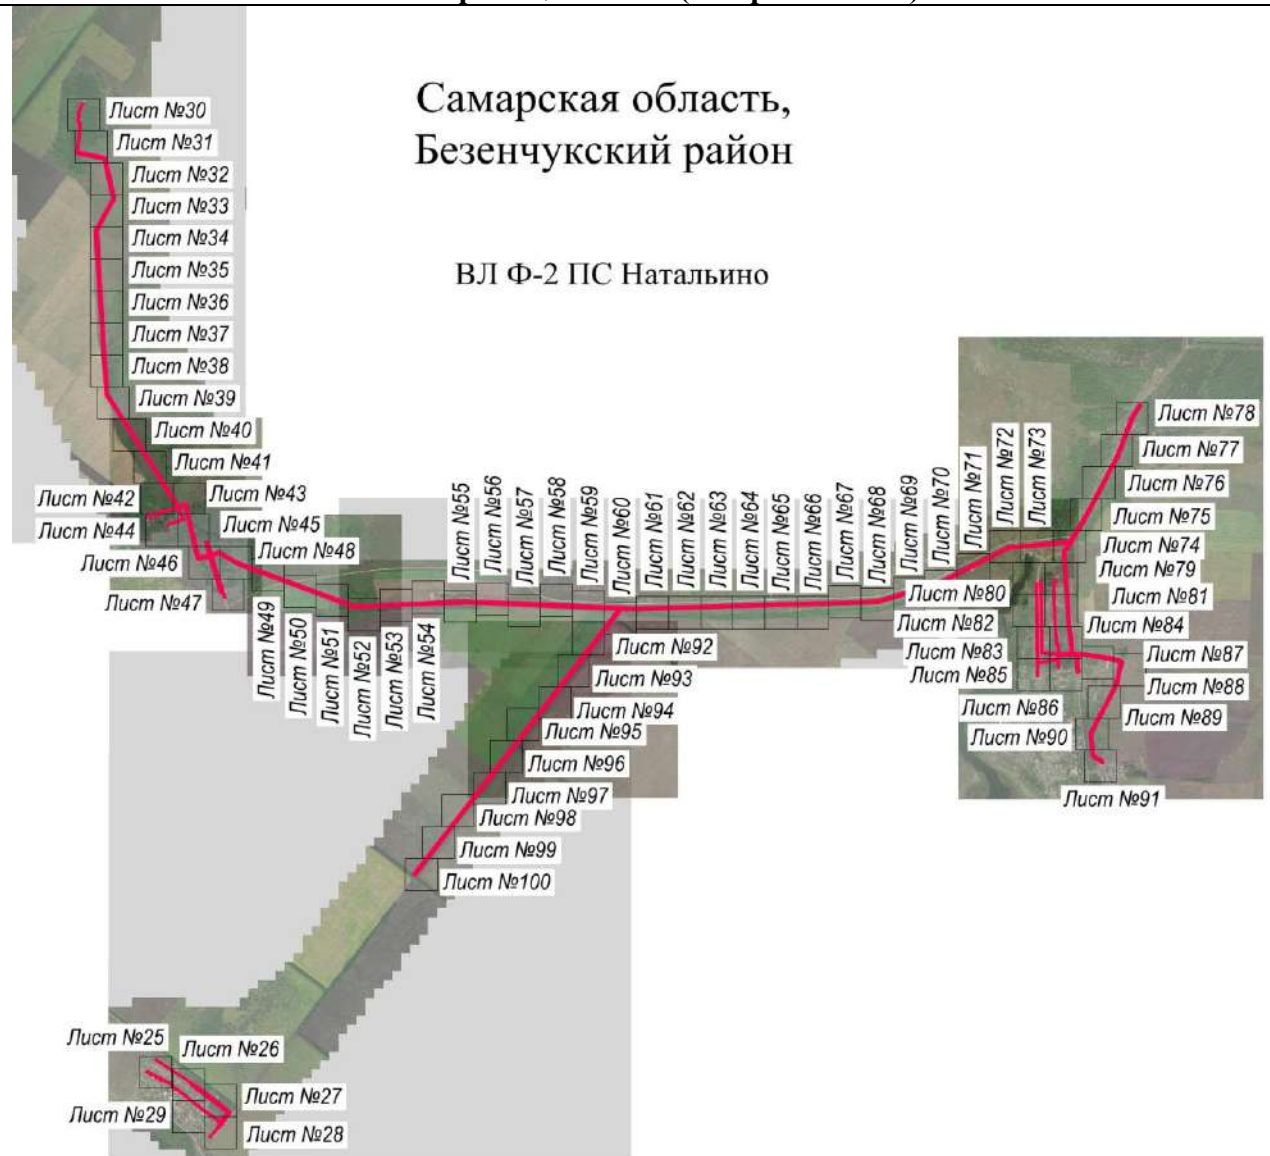 Самарская область,
Безенчукский район
ВЛ Ф-2 ПС Натальино
Лист №30
Лист №31
Лист №32
Лист №33
Лист №34
Лист №35
Лист №36
Лист №37
Лист №38
Лист №39
Лист №40
Лист №41
Лист №42
Лист №43
Лист №44
Лист №45
Лист №46
Лист №48
Лист №47
Лист №49
Лист №50
Лист №51
Лист №52
Лист №53
Лист №54
Лист №55
Лист №56
Лист №57
Лист №58
Лист №59
Лист №60
Лист №61
Лист №62
Лист №63
Лист №64
Лист №65
Лист №66
Лист №67
Лист №68
Лист №69
Лист №70
Лист №71
Лист №72
Лист №73
Лист №78
Лист №77
Лист №76
Лист №75
Лист №74
Лист №79
Лист №80
Лист №81
Лист №82
Лист №84
Лист №83
Лист №85
Лист №87
Лист №88
Лист №86
Лист №89
Лист №90
Лист №91
Лист №92
Лист №93
Лист №94
Лист №95
Лист №96
Лист №97
Лист №98
Лист №99
Лист №100
Лист №25
Лист №26
Лист №27
Лист №29
Лист №28